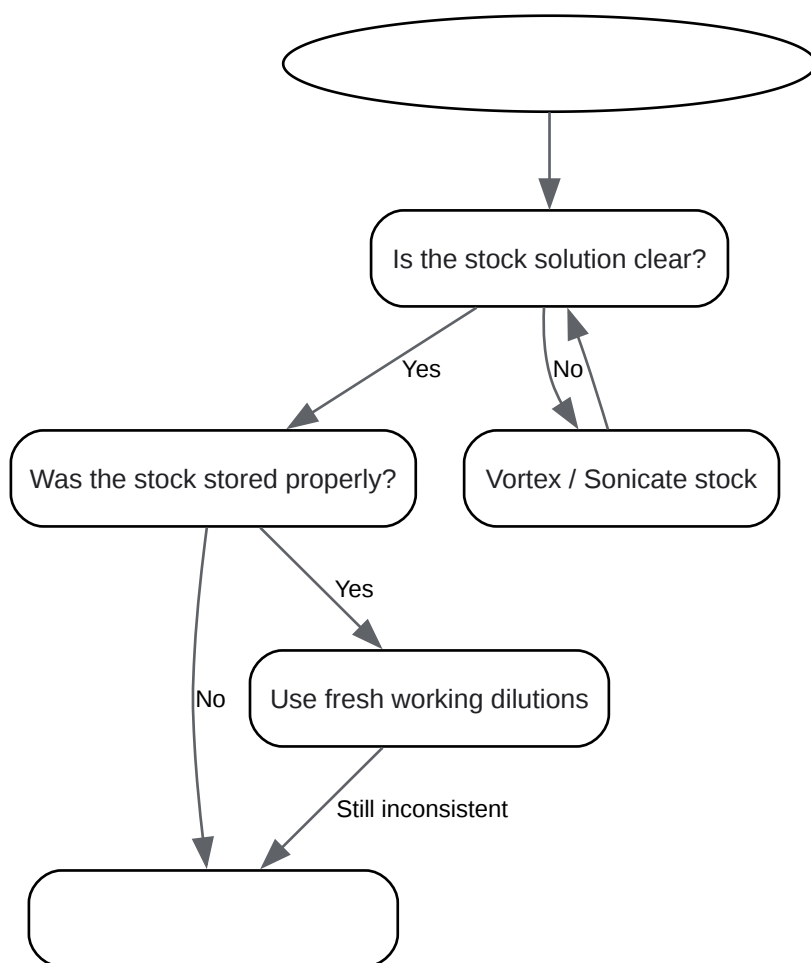 Is the stock solution clear?
Yes
No
Was the stock stored properly?
Vortex / Sonicate stock
Yes
No
Use fresh working dilutions
Still inconsistent